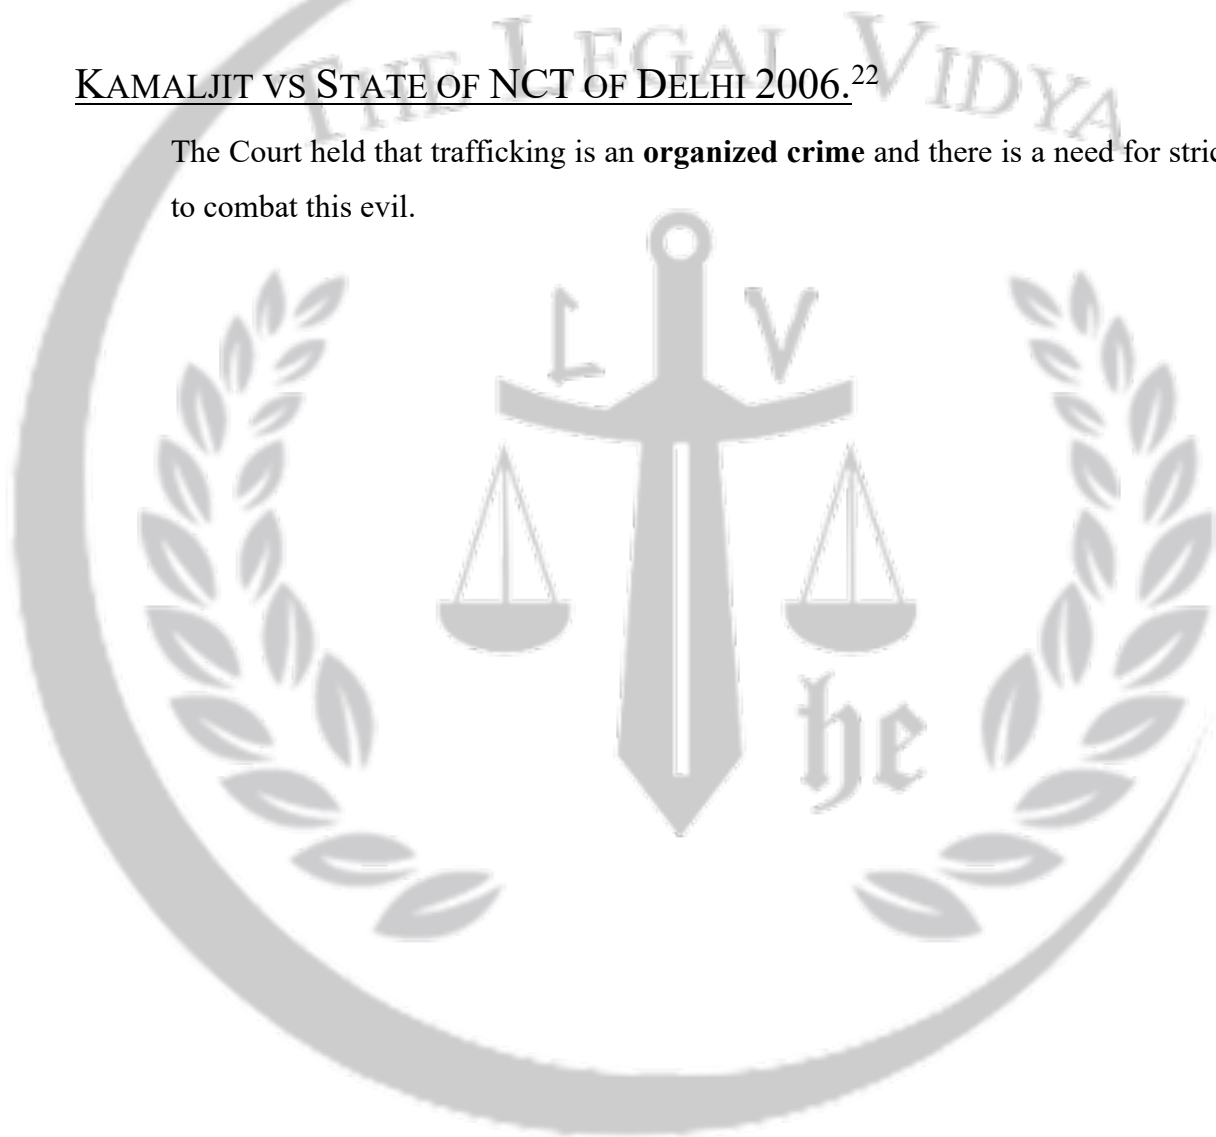 THE LEGAL VIDYA
KAMALJIT VS STATE OF NCT OF DELHI 2006.22
The Court held that trafficking is an organized crime and there is a need for
to combat this evil.
L V
he